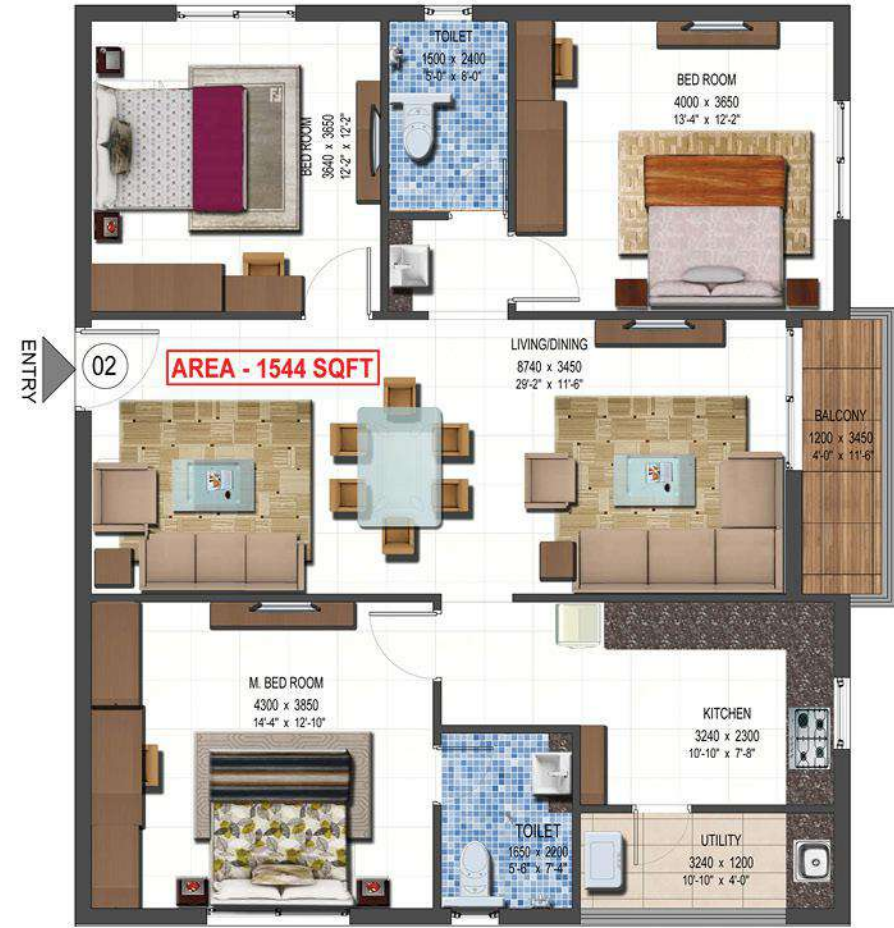 TOILET
1500 x 2400
5'-0" x 8'-0"
BED ROOM
4000 x 3650
13'-4" x 12'-2"
BED ROOM
3640 x 3650
12'-2" x 12'-2"
ENTRY
02
AREA - 1544 SQFT
LIVING/DINING
8740 x 3450
29'-2" x 11'-6"
BALCONY
1200 x 3450
4'-0" x 11'-6"
M. BED ROOM
4300 x 3850
14'-4" x 12'-10"
KITCHEN
3240 x 2300
10'-10" x 7'-8"
TOILET
1650 x 2200
5'-6" x 7'-4"
UTILITY
3240 x 1200
10'-10" x 4'-0"